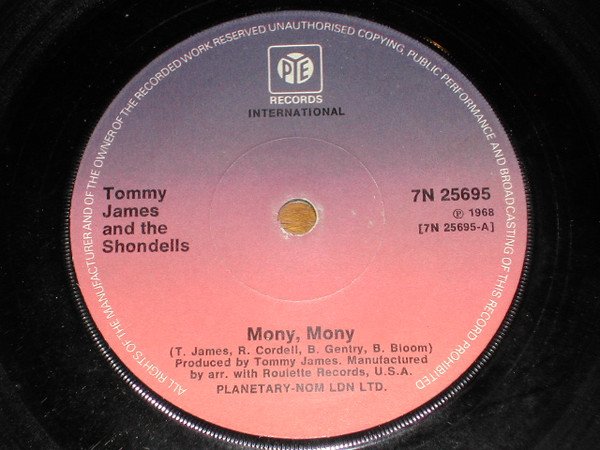 ALL RIGHTS OF THE MANUFACTURER AND OF THE OWNER OF THE RECORDED WORK RESERVED UNAUTHORISED COPYING, PUBLIC PERFORMANCE AND BROADCASTING OF THIS RECORD PROHIBITED
PYE
RECORDS
INTERNATIONAL
Tommy
James
and the
Shondells
7N 25695
℗ 1968
[7N 25695-A]
Mony, Mony
(T. James, R. Cordell, B. Gentry, B. Bloom)
Produced by Tommy James. Manufactured
by arr. with Roulette Records, U.S.A.
PLANETARY-NOM LDN LTD.